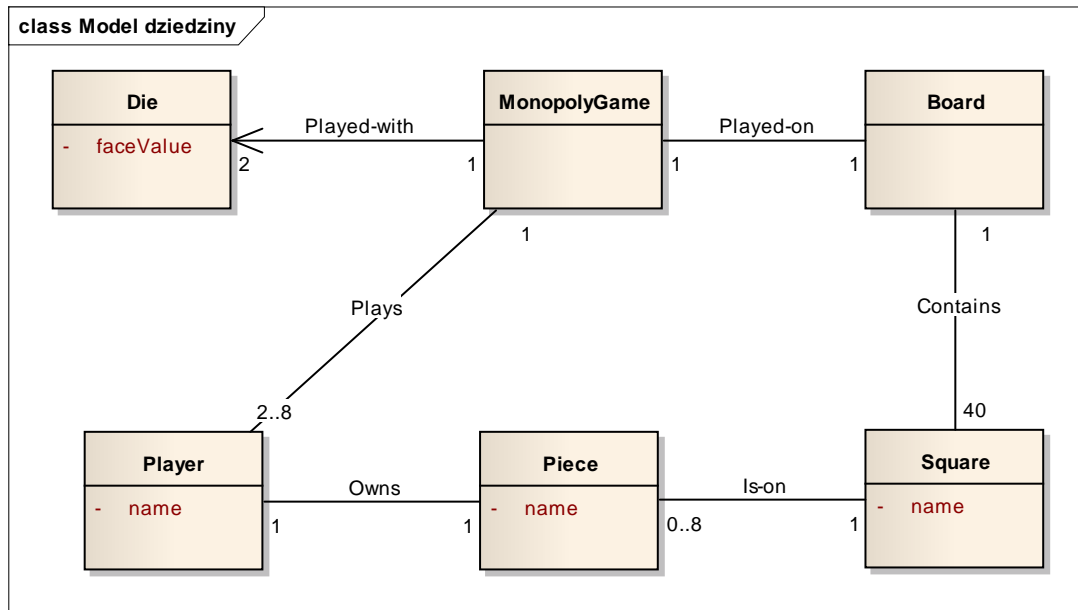 class Model dziedziny
Die
- faceValue
MonopolyGame
Board
Played-with
2
1
Played-on
1
1
1
Plays
2..8
1
Contains
40
Player
- name
Piece
- name
Square
- name
Owns
1
1
Is-on
0..8
1